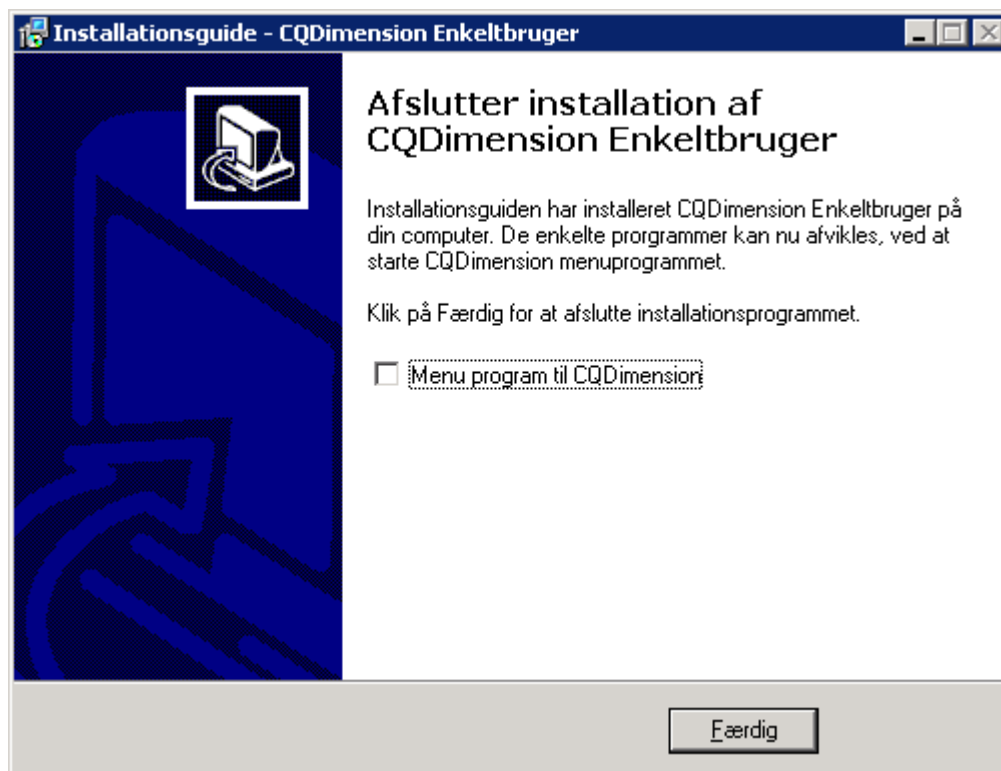 Installationsguide - CQDimension Enkeltbruger
Afslutter installation af
CQDimension Enkeltbruger
Installationsguiden har installeret CQDimension Enkeltbruger på
din computer. De enkelte prorgrammer kan nu afvikles, ved at
starte CQDimension menuprogrammet.
Klik på Færdig for at afslutte installationsprogrammet.
Menu program til CQDimension
Færdig